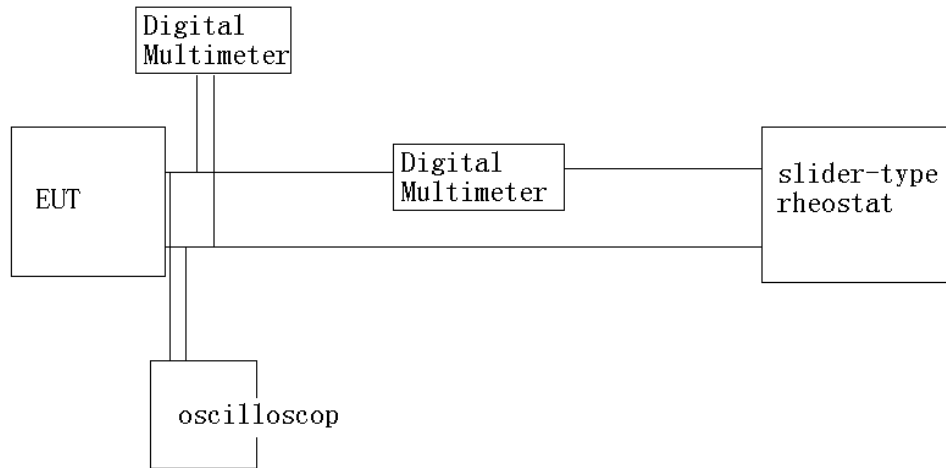 Digital
Multimeter
EUT
Digital
Multimeter
slider-type
rheostat
oscilloscop